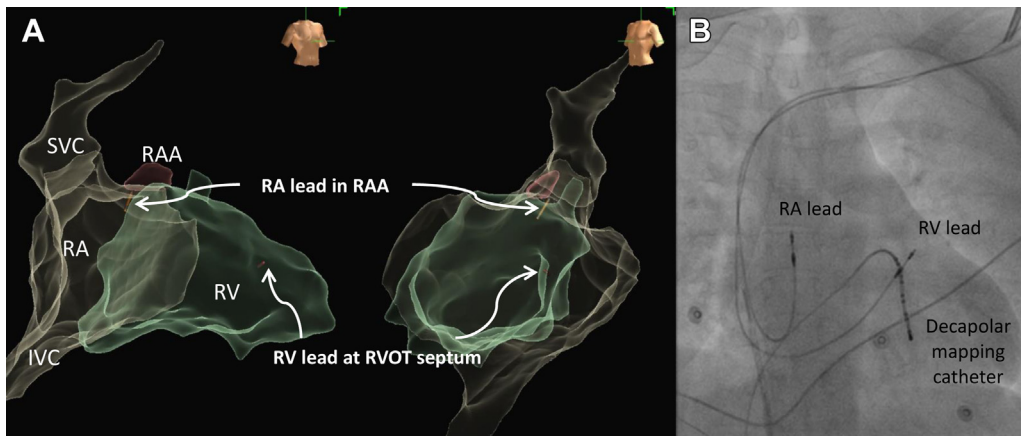 A
SVC
RAA
RA lead in RAA
RA
RV
RV lead at RVOT septum
IVC
B
RA lead
RV lead
Decapolar
mapping
catheter